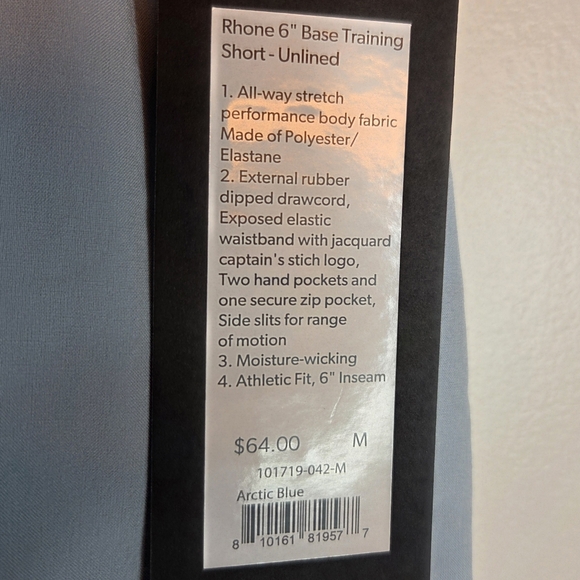 Rhone 6" Base Training
Short - Unlined
1. All-way stretch
performance body fabric
Made of Polyester/
Elastane
2. External rubber
dipped drawcord,
Exposed elastic
waistband with jacquard
captain's stich logo,
Two hand pockets and
one secure zip pocket,
Side slits for range
of motion
3. Moisture-wicking
4. Athletic Fit, 6" Inseam
$64.00 M
101719-042-M
Arctic Blue
8 10161 81957 7